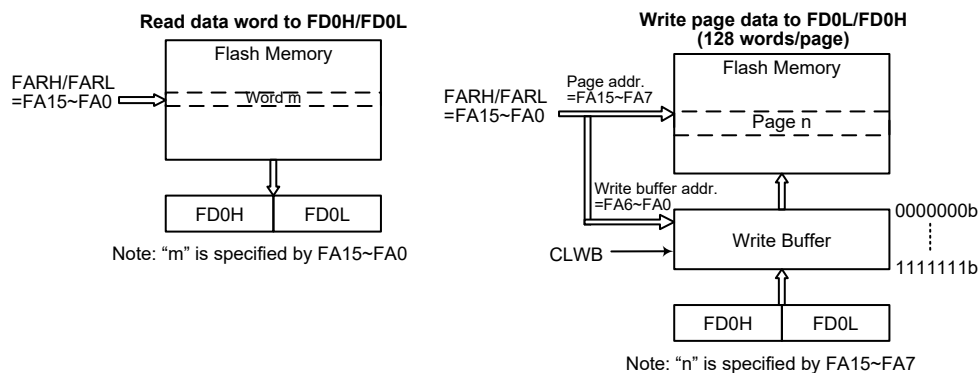 Read data word to FD0H/FD0L
Flash Memory
FARH/FARL
=FA15~FA0
Word m
FD0H
FD0L
Note: “m” is specified by FA15~FA0
Write page data to FD0L/FD0H
(128 words/page)
Flash Memory
FARH/FARL
=FA15~FA0
Page addr.
=FA15~FA7
Page n
Write buffer addr.
=FA6~FA0
Write Buffer
0000000b
1111111b
CLWB
FD0H
FD0L
Note: “n” is specified by FA15~FA7